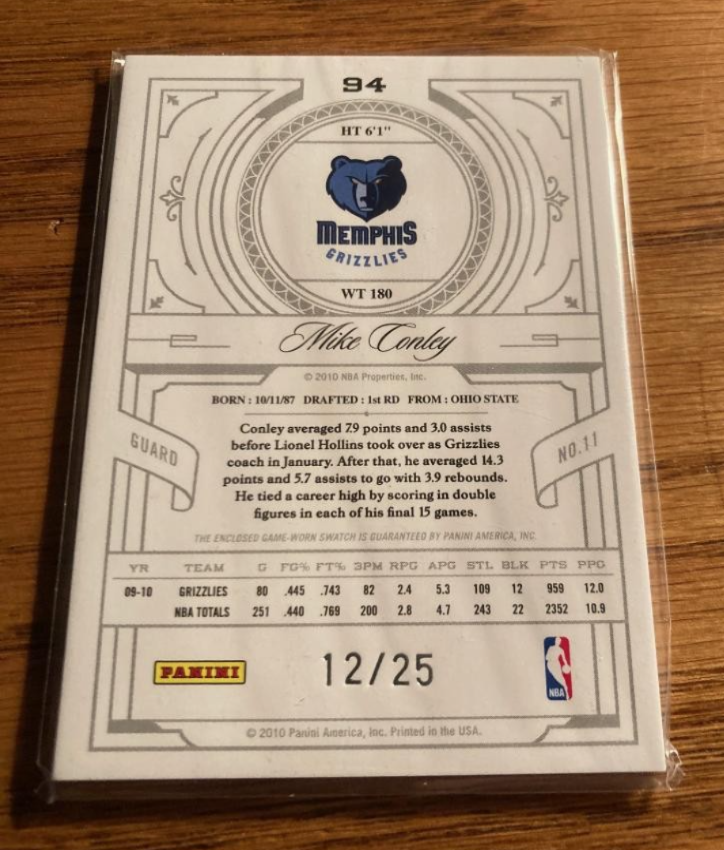 94
HT 6'1"
MEMPHIS
GRIZZLIES
WT 180
Mike Conley
© 2010 NBA Properties, Inc.
BORN : 10/11/87 DRAFTED : 1st RD FROM : OHIO STATE
GUARD
NO. 11
Conley averaged 7.9 points and 3.0 assists
before Lionel Hollins took over as Grizzlies
coach in January. After that, he averaged 14.3
points and 5.7 assists to go with 3.9 rebounds.
He tied a career high by scoring in double
figures in each of his final 15 games.
THE ENCLOSED GAME-WORN SWATCH IS GUARANTEED BY PANINI AMERICA, INC.
YR TEAM G FG% FT% 3PM RPG APG STL BLK PTS PPG
09-10 GRIZZLIES 80 .445 .743 82 2.4 5.3 109 12 959 12.0
NBA TOTALS 251 .440 .769 200 2.8 4.7 243 22 2352 10.9
PANINI
12/25
NBA
© 2010 Panini America, Inc. Printed in the USA.